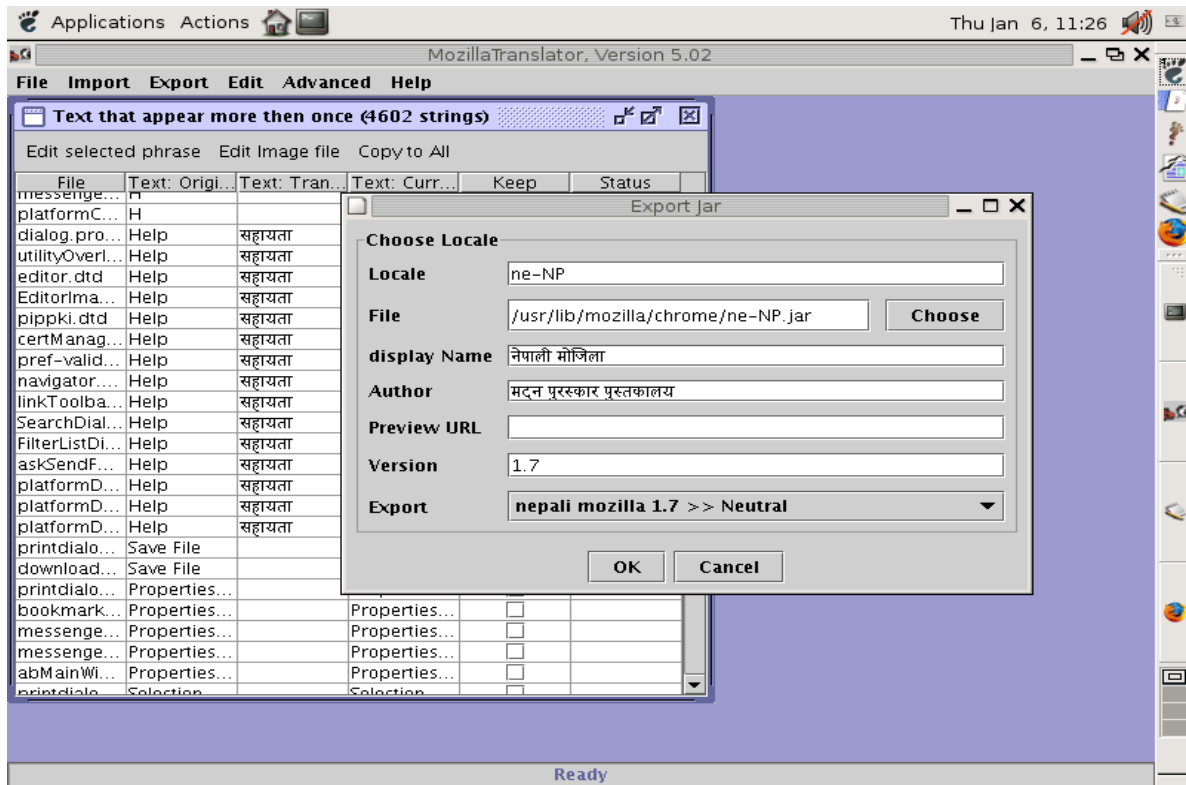 Applications Actions Thu Jan 6, 11:26
MozillaTranslator, Version 5.02
File Import Export Edit Advanced Help
Text that appear more then once (4602 strings)
Edit selected phrase Edit Image file Copy to All
File Text: Origi... Text: Tran... Text: Curr... Keep Status
messenge... H
platformC... H
dialog.pro... Help सहायता
utilityOverl... Help सहायता
editor.dtd Help सहायता
EditorIma... Help सहायता
pippki.dtd Help सहायता
certManag... Help सहायता
pref-valid... Help सहायता
navigator.... Help सहायता
linkToolba... Help सहायता
SearchDial... Help सहायता
FilterListDi... Help सहायता
askSendF... Help सहायता
platformD... Help सहायता
platformD... Help सहायता
platformD... Help सहायता
printdialo... Save File
download... Save File
printdialo... Properties...
bookmark... Properties... Properties...
messenge... Properties... Properties...
messenge... Properties... Properties...
abMainWi... Properties... Properties...
printdialo... Selection Selection
Export Jar
Choose Locale
Locale ne-NP
File /usr/lib/mozilla/chrome/ne-NP.jar Choose
display Name नेपाली मोजिला
Author मदन पुरस्कार पुस्तकालय
Preview URL
Version 1.7
Export nepali mozilla 1.7 >> Neutral
OK Cancel
Ready